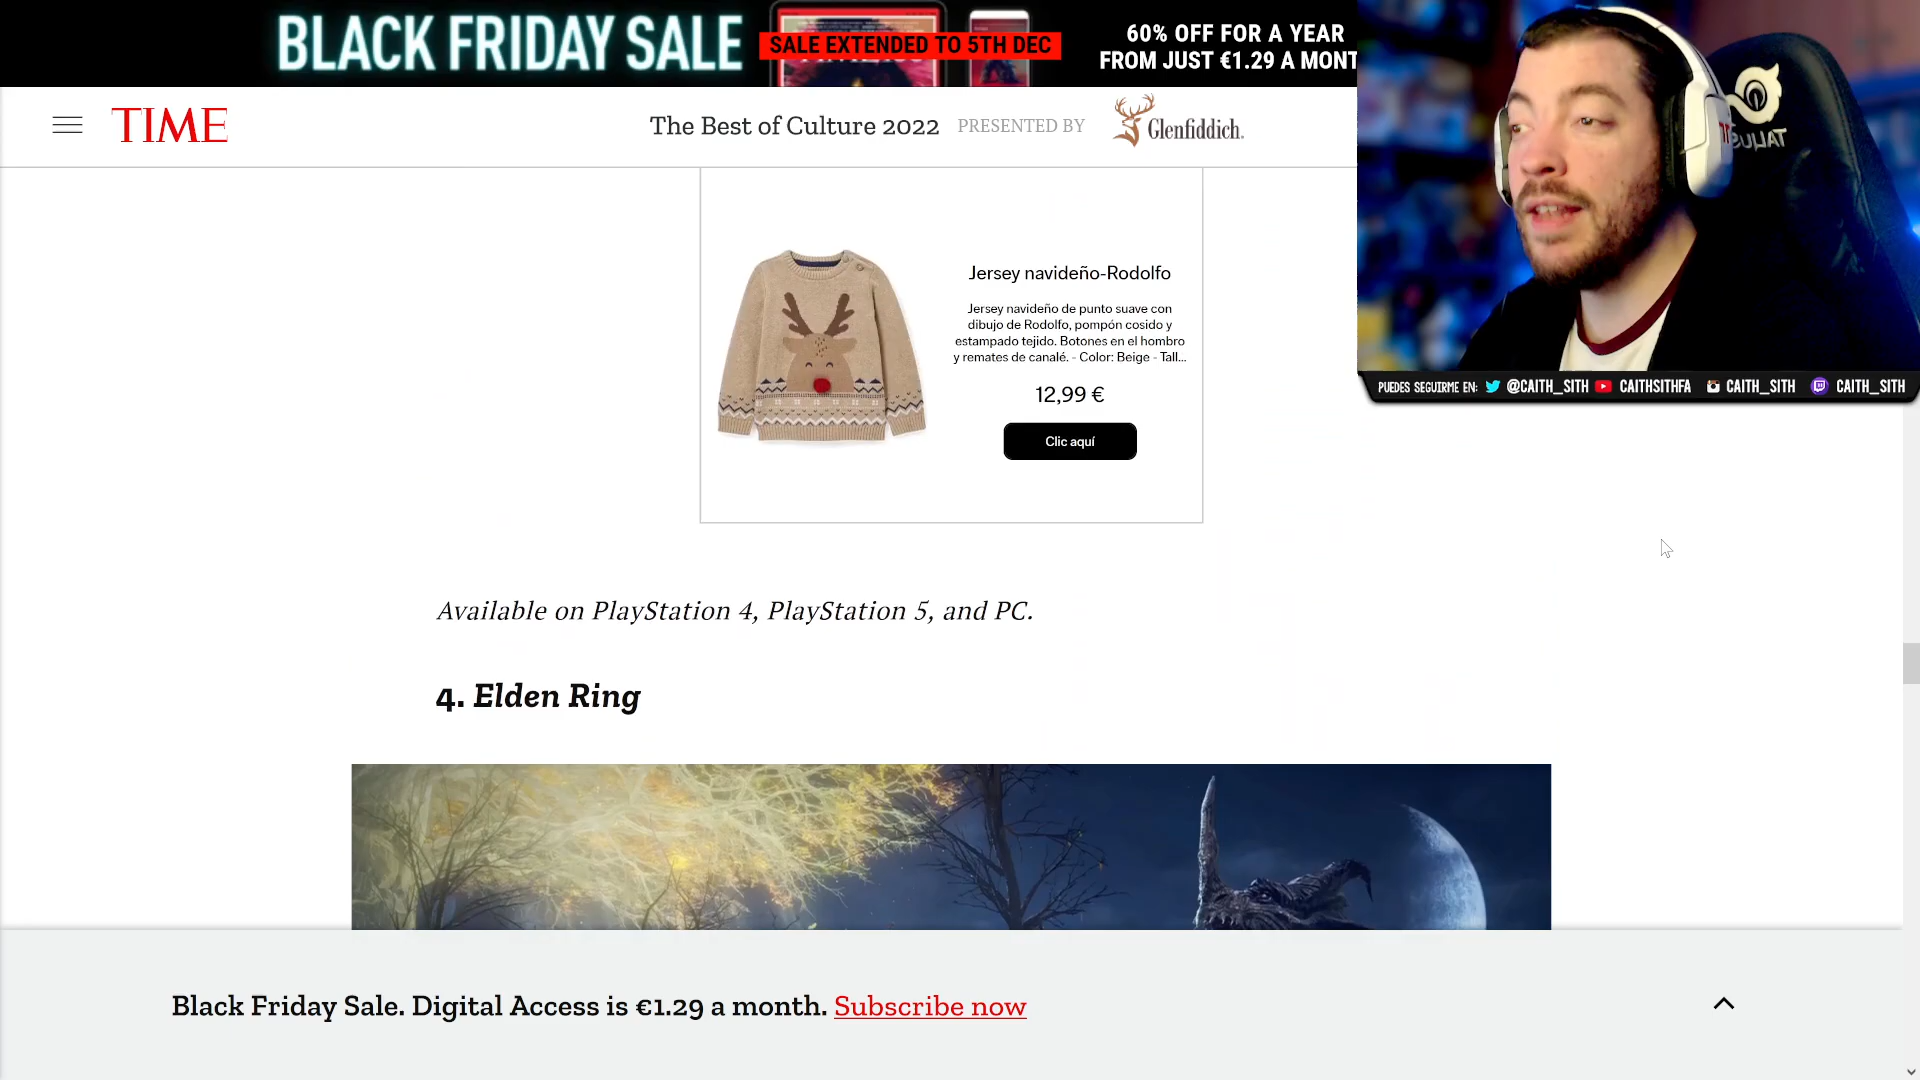 BLACK FRIDAY SALE
SALE EXTENDED TO 5TH DEC
60% OFF FOR A YEAR
FROM JUST €1.29 A MONT
TIME
The Best of Culture 2022 PRESENTED BY Glenfiddich
TALIUS
PUEDES SEGUIRME EN: @CAITH_SITH CAITHSITHFA CAITH_SITH CAITH_SITH
Jersey navideño-Rodolfo
Jersey navideño de punto suave con
dibujo de Rodolfo, pompón cosido y
estampado tejido. Botones en el hombro
y remates de canalé. - Color: Beige - Tall...
12,99 €
Clic aquí
Available on PlayStation 4, PlayStation 5, and PC.
4. Elden Ring
Black Friday Sale. Digital Access is €1.29 a month. Subscribe now